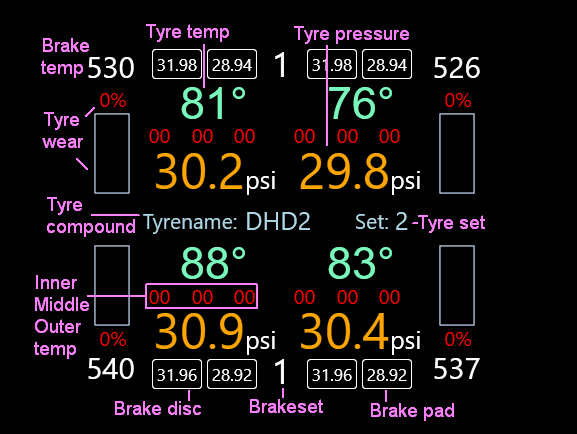 Tyre temp Tyre pressure
Brake temp 530 31.98 28.94 1 31.98 28.94 526
0% 81° 76° 0%
Tyre wear 00 00 00 00 00 00
30.2psi 29.8psi
Tyre compound Tyrename: DHD2 Set: 2 -Tyre set
88° 83°
Inner Middle Outer temp 00 00 00 00 00 00
0% 30.9psi 30.4psi 0%
540 31.96 28.92 1 31.96 28.92 537
Brake disc Brakeset Brake pad